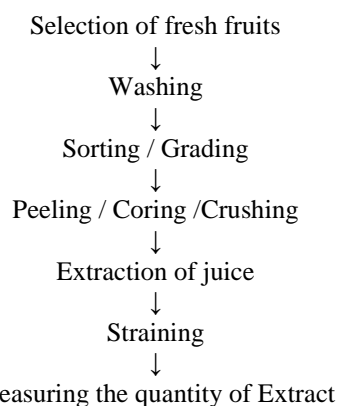 Selection of fresh fruits
↓
Washing
↓
Sorting / Grading
↓
Peeling / Coring /Crushing
↓
Extraction of juice
↓
Straining
↓
easuring the quantity of Extract